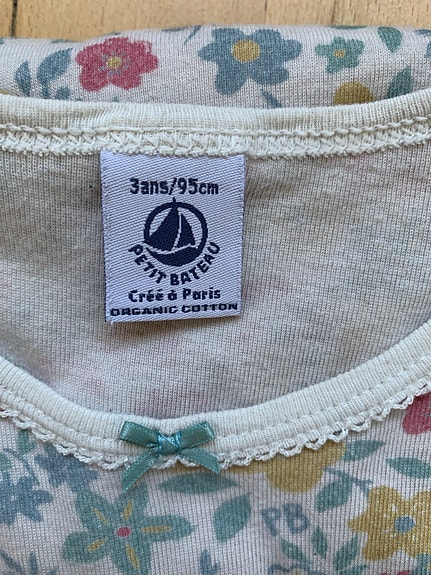 3ans/95cm
PETIT BATEAU
Créé à Paris
ORGANIC COTTON
PB